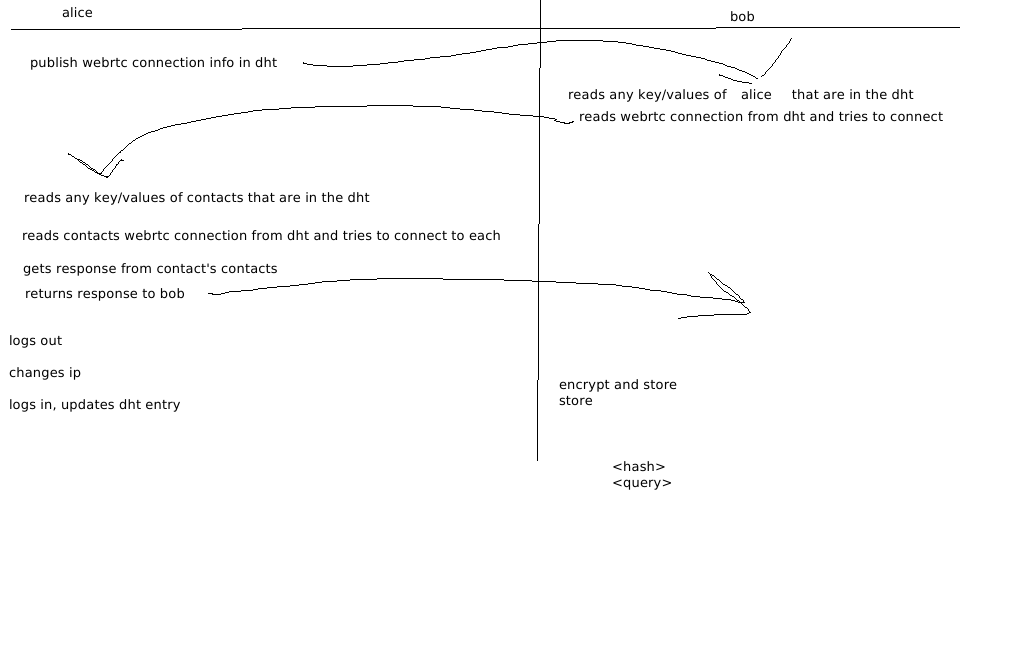 alice
bob
publish webrtc connection info in dht
reads any key/values of alice that are in the dht
reads webrtc connection from dht and tries to connect
reads any key/values of contacts that are in the dht
reads contacts webrtc connection from dht and tries to connect to each
gets response from contact's contacts
returns response to bob
logs out
changes ip
logs in, updates dht entry
encrypt and store
store
<hash>
<query>